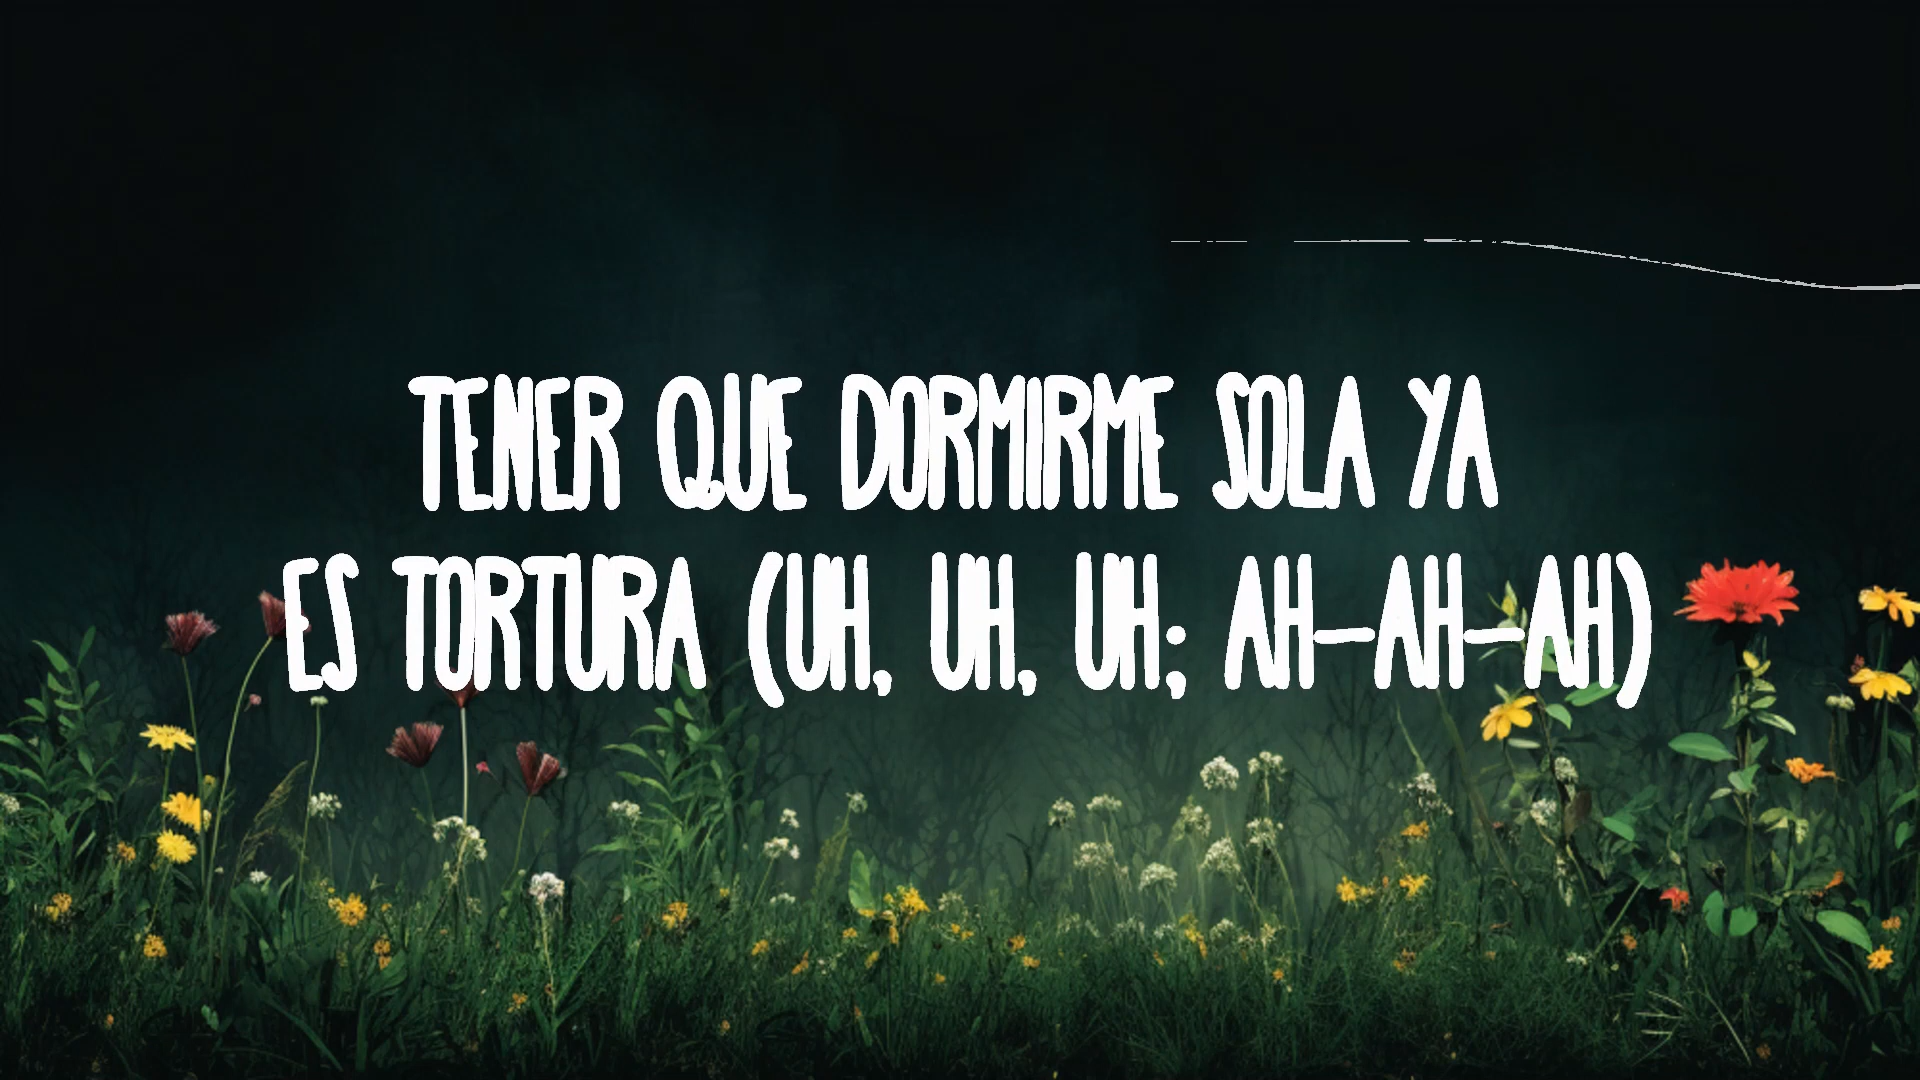 TENER QUE DORMIRME SOLA YA
ES TORTURA (UH, UH, UH; AH-AH-AH)